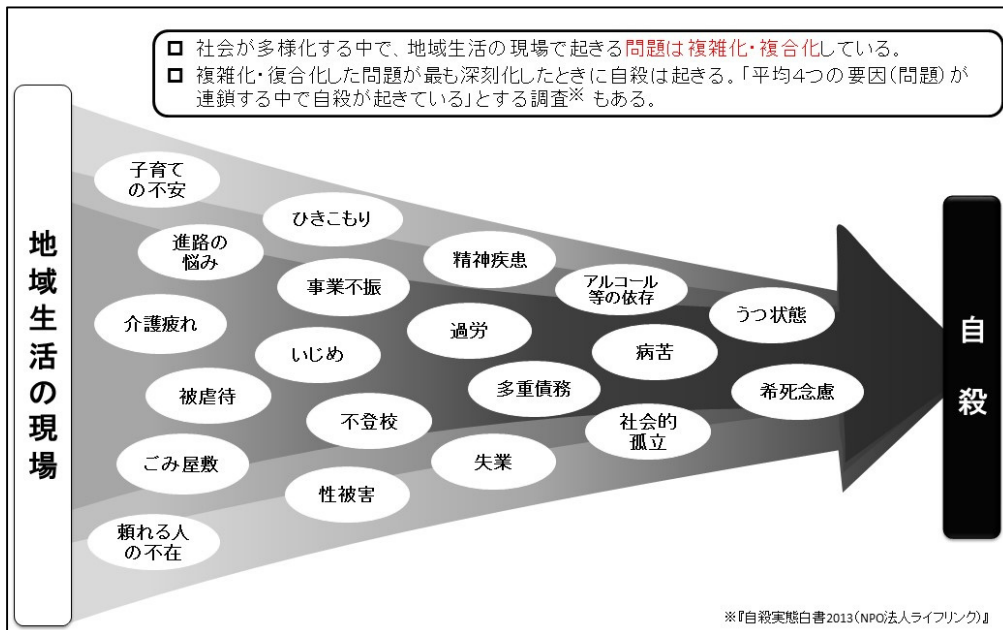 □ 社会が多様化する中で、地域生活の現場で起きる問題は複雑化・複合化している。
□ 複雑化・復合化した問題が最も深刻化したときに自殺は起きる。「平均4つの要因(問題)が
連鎖する中で自殺が起きている」とする調査※ もある。
地域生活の現場
子育て
の不安
進路の
悩み
介護疲れ
被虐待
ごみ屋敷
頼れる人
の不在
ひきこもり
事業不振
いじめ
不登校
性被害
精神疾患
過労
多重債務
失業
アルコール
等の依存
病苦
社会的
孤立
うつ状態
希死念慮
自殺
※『自殺実態白書2013(NPO法人ライフリンク)』